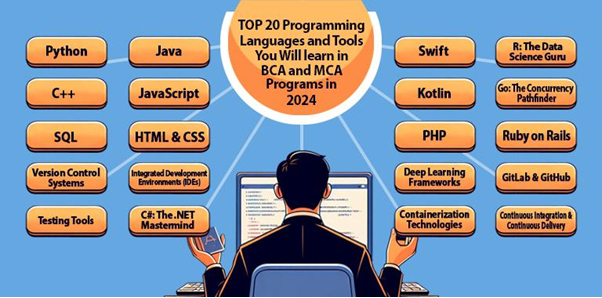 TOP 20 Programming
Languages and Tools
You Will learn in
BCA and MCA
Programs in
2024
Python
Java
Swift
R: The Data
Science Guru
C++
JavaScript
Kotlin
Go: The Concurrency
Pathfinder
SQL
HTML & CSS
PHP
Ruby on Rails
Version Control
Systems
Integrated Development
Environments (IDEs)
Deep Learning
Frameworks
GitLab & GitHub
Testing Tools
C#: The .NET
Mastermind
Containerization
Technologies
Continuous Integration &
Continuous Delivery